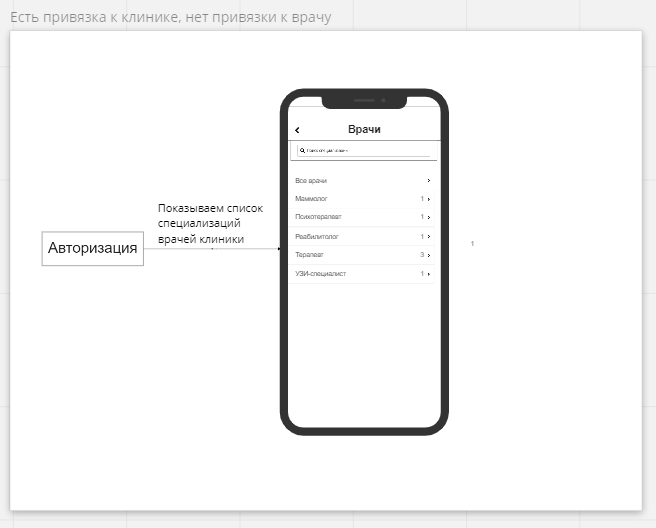 Есть привязка к клинике, нет привязки к врачу
Врачи
Все врачи
Маммолог 1
Психотерапевт 1
Реабилитолог 1
Терапевт 3
УЗИ-специалист 1
Показываем список
специализаций
врачей клиники
Авторизация
1